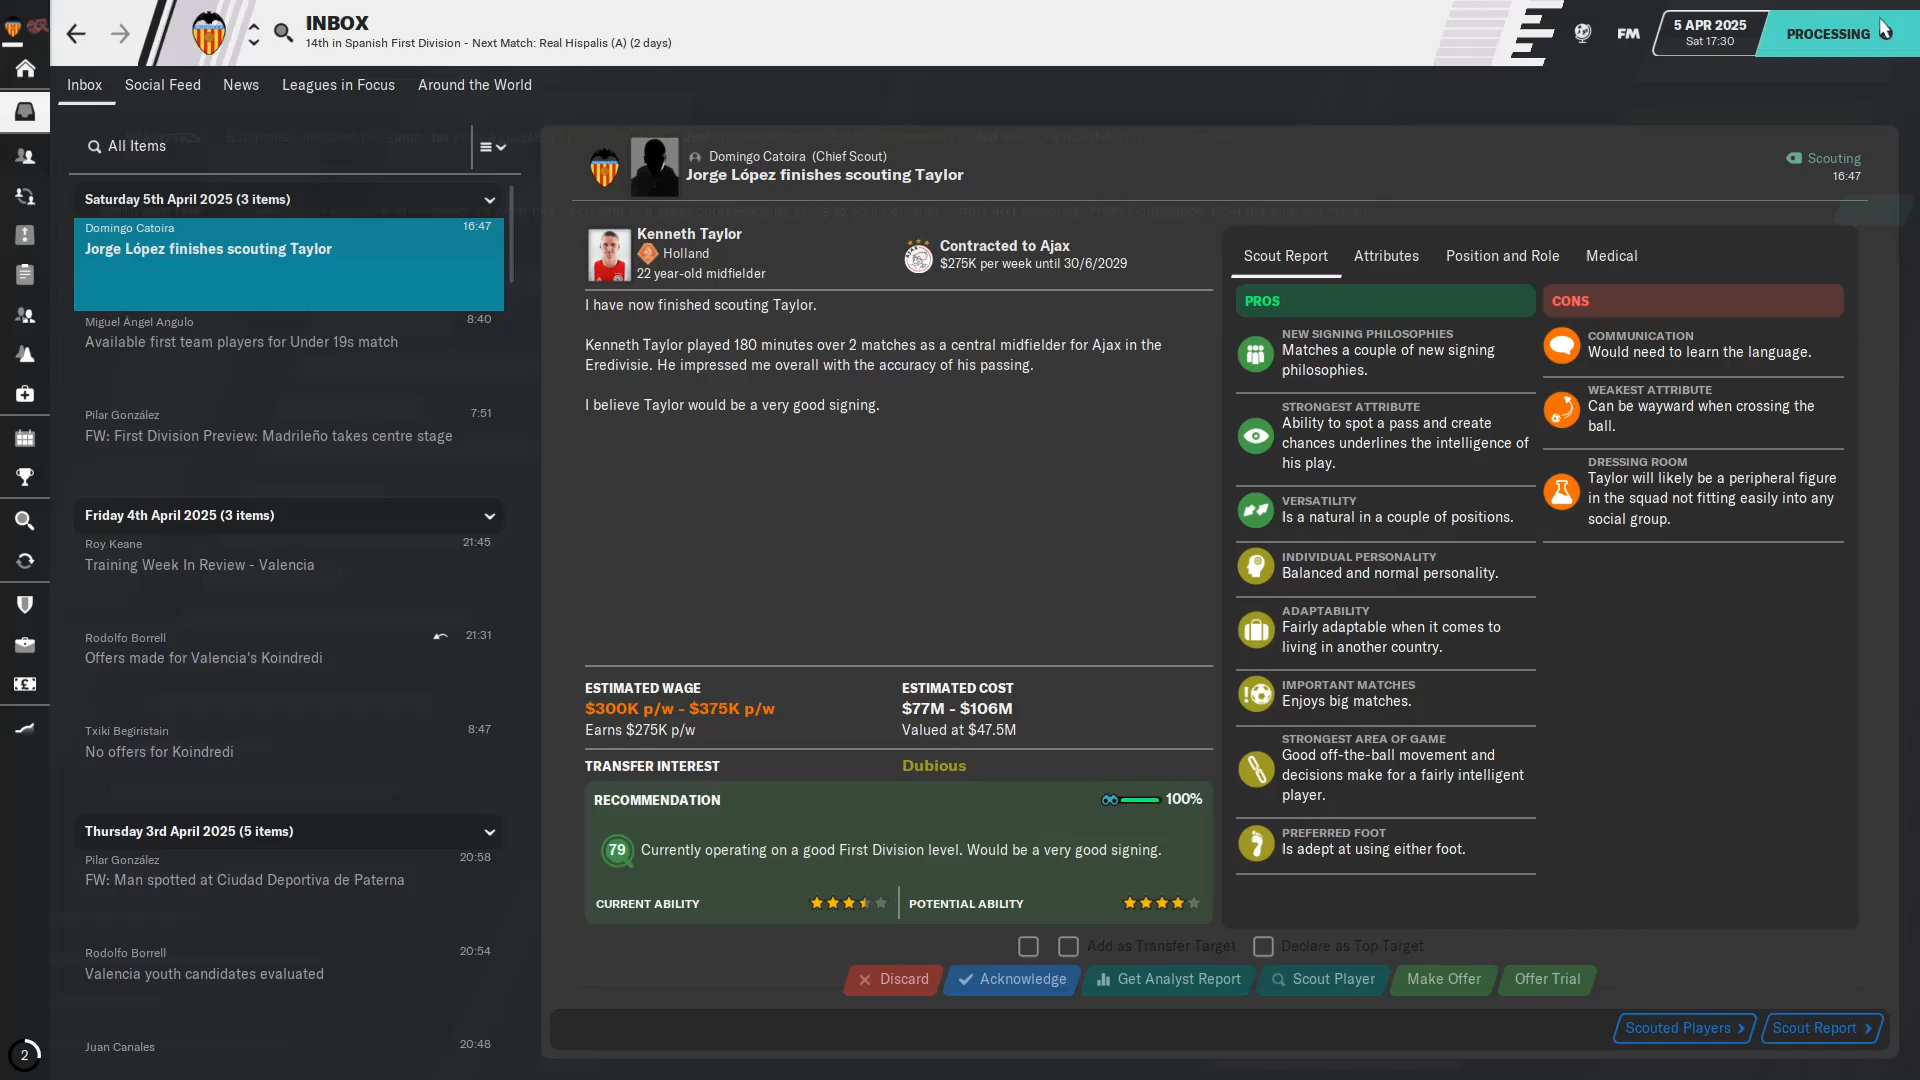 INBOX
14th in Spanish First Division - Next Match: Real Hispalis (A) (2 days)
FM
5 APR 2025
Sat 17:30
PROCESSING
Inbox
Social Feed
News
Leagues in Focus
Around the World
All Items
Saturday 5th April 2025 (3 items)
Domingo Catoira
16:47
Jorge López finishes scouting Taylor
Miguel Ángel Angulo
8:40
Available first team players for Under 19s match
Pilar González
7:51
FW: First Division Preview: Madrileño takes centre stage
Friday 4th April 2025 (3 items)
Roy Keane
21:45
Training Week In Review - Valencia
Rodolfo Borrell
21:31
Offers made for Valencia's Koindredi
Txiki Begiristain
8:47
No offers for Koindredi
Thursday 3rd April 2025 (5 items)
Pilar González
20:58
FW: Man spotted at Ciudad Deportiva de Paterna
Rodolfo Borrell
20:54
Valencia youth candidates evaluated
Juan Canales
20:48
2
Domingo Catoira (Chief Scout)
Jorge López finishes scouting Taylor
Scouting
16:47
Kenneth Taylor
Holland
22 year-old midfielder
Contracted to Ajax
$275K per week until 30/6/2029
I have now finished scouting Taylor.
Kenneth Taylor played 180 minutes over 2 matches as a central midfielder for Ajax in the
Eredivisie. He impressed me overall with the accuracy of his passing.
I believe Taylor would be a very good signing.
ESTIMATED WAGE
$300K p/w - $375K p/w
Earns $275K p/w
ESTIMATED COST
$77M - $106M
Valued at $47.5M
TRANSFER INTEREST
Dubious
RECOMMENDATION
100%
79
Currently operating on a good First Division level. Would be a very good signing.
CURRENT ABILITY
POTENTIAL ABILITY
Scout Report
Attributes
Position and Role
Medical
PROS
NEW SIGNING PHILOSOPHIES
Matches a couple of new signing
philosophies.
STRONGEST ATTRIBUTE
Ability to spot a pass and create
chances underlines the intelligence of
his play.
VERSATILITY
Is a natural in a couple of positions.
INDIVIDUAL PERSONALITY
Balanced and normal personality.
ADAPTABILITY
Fairly adaptable when it comes to
living in another country.
IMPORTANT MATCHES
Enjoys big matches.
STRONGEST AREA OF GAME
Good off-the-ball movement and
decisions make for a fairly intelligent
player.
PREFERRED FOOT
Is adept at using either foot.
CONS
COMMUNICATION
Would need to learn the language.
WEAKEST ATTRIBUTE
Can be wayward when crossing the
ball.
DRESSING ROOM
Taylor will likely be a peripheral figure
in the squad not fitting easily into any
social group.
Add as Transfer Target
Declare as Top Target
Discard
Acknowledge
Get Analyst Report
Scout Player
Make Offer
Offer Trial
Scouted Players
Scout Report